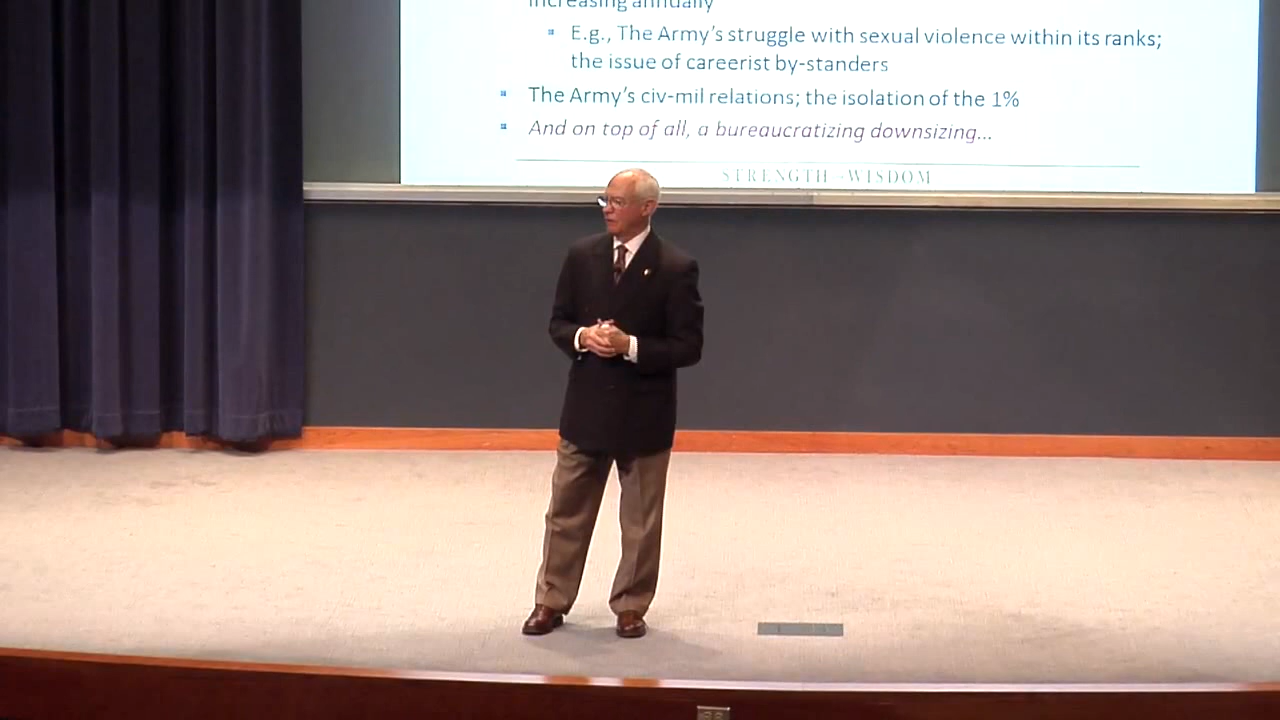 increasing annually
E.g., The Army's struggle with sexual violence within its ranks;
the issue of careerist by-standers
The Army's civ-mil relations; the isolation of the 1%
And on top of all, a bureaucratizing downsizing...
STRENGTH - WISDOM